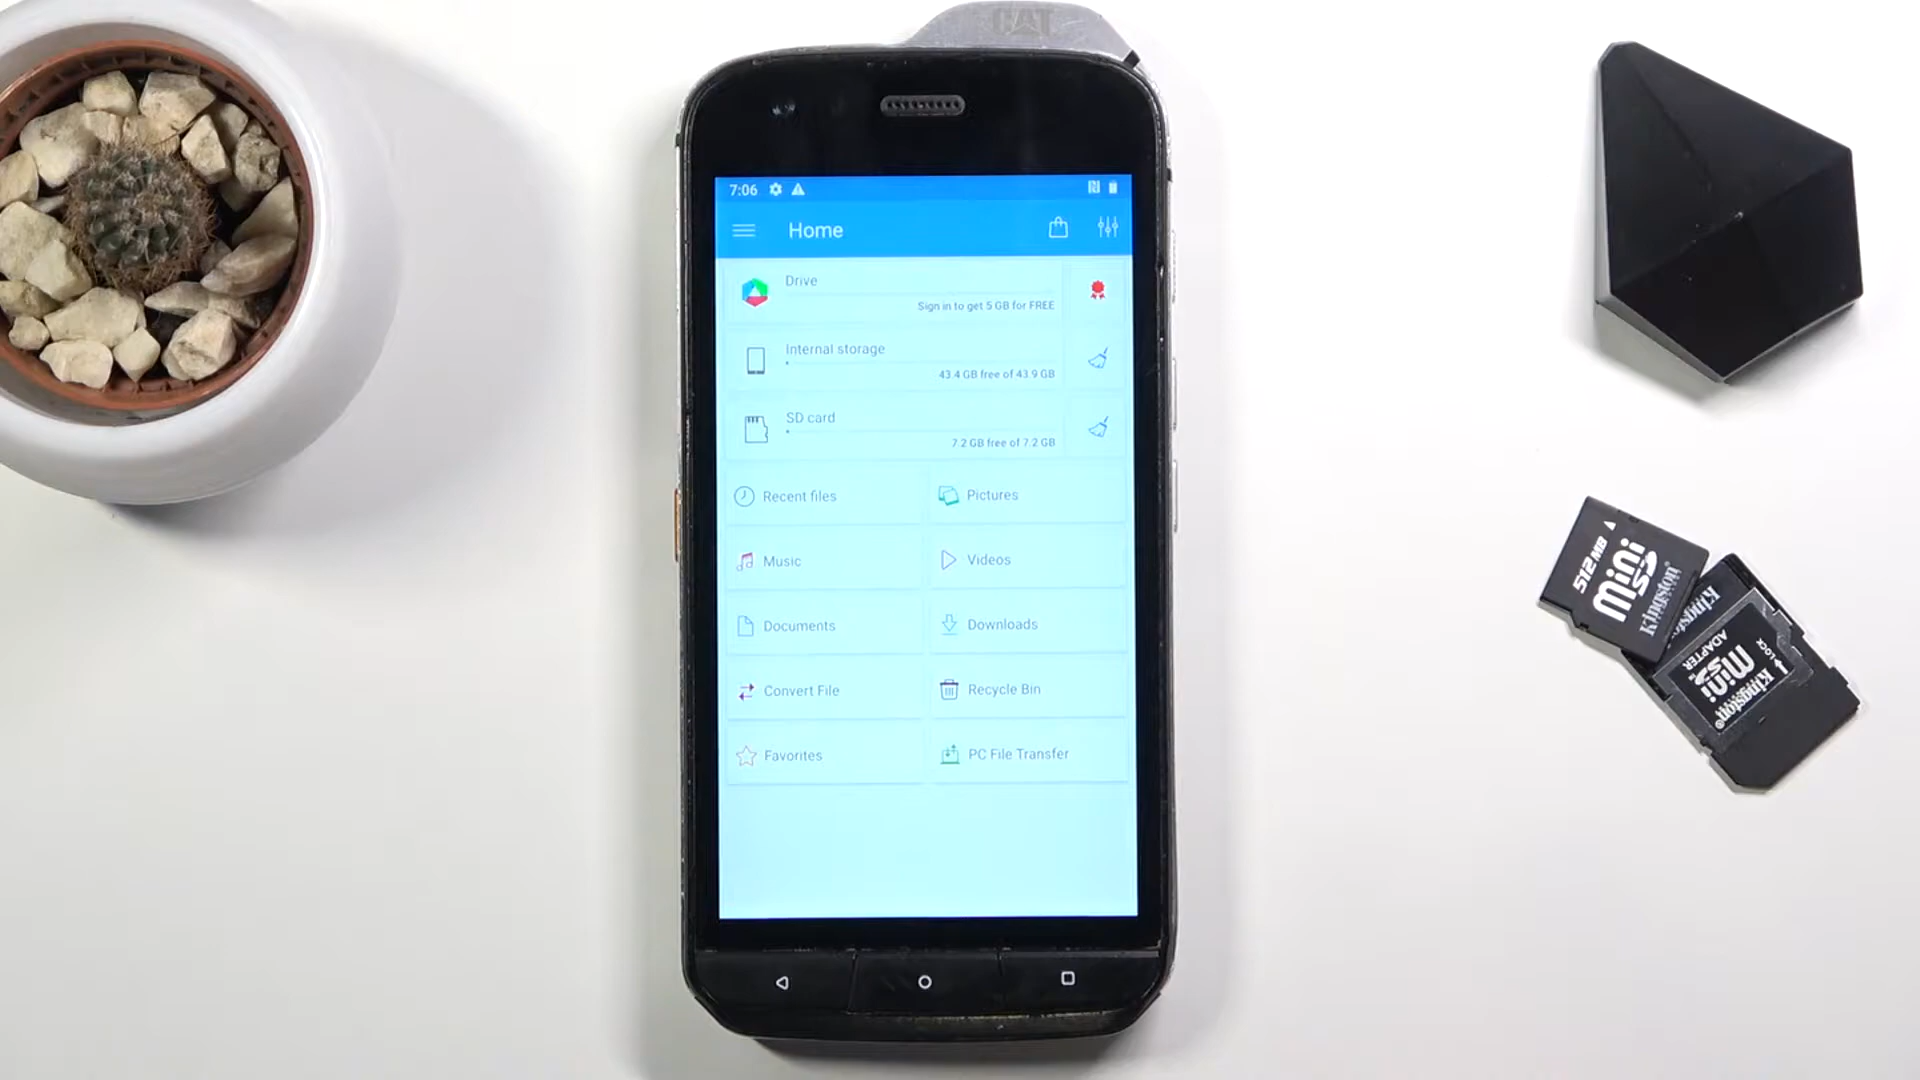 CAT
7:06
Home
Drive
Sign in to get 5 GB for FREE
Internal storage
43.4 GB free of 43.9 GB
SD card
7.2 GB free of 7.2 GB
Recent files
Pictures
Music
Videos
Documents
Downloads
Convert File
Recycle Bin
Favorites
PC File Transfer
512 MB
mini
SD
Kingston
Kingston
ADAPTER
LOCK
mini
SD
Kingston